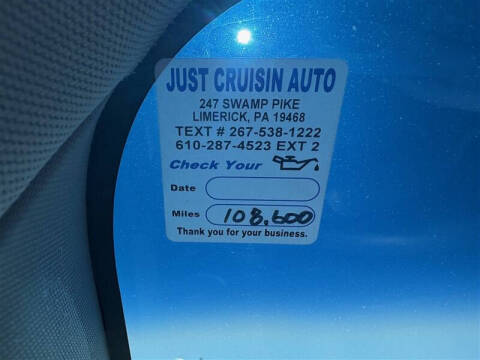 JUST CRUISIN AUTO
247 SWAMP PIKE
LIMERICK, PA 19468
TEXT # 267-538-1222
610-287-4523 EXT 2
Check Your
Date
Miles 108,600
Thank you for your business.